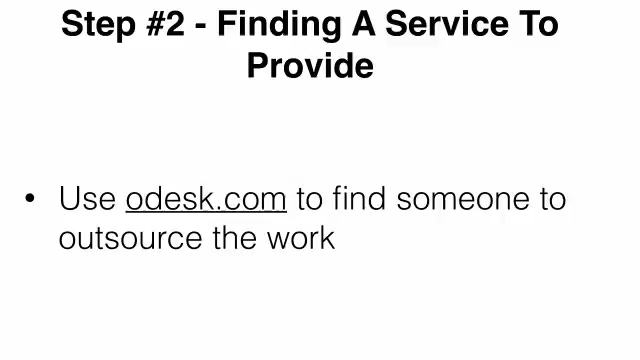 Step #2 - Finding A Service To
Provide
• Use odesk.com to find someone to
outsource the work